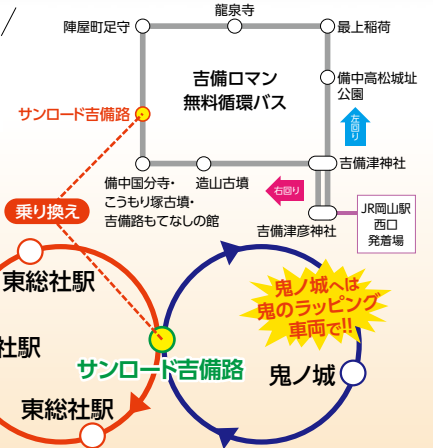 龍泉寺
陣屋町足守
最上稲荷
吉備ロマン
無料循環バス
備中高松城址
公園
サンロード吉備路
左回り
吉備津神社
備中国分寺・
こうもり塚古墳・
吉備路もてなしの館
造山古墳
右回り
吉備津彦神社
JR岡山駅
西口
発着場
乗り換え
東総社駅
鬼ノ城へは
鬼のラッピング
車両で!!
社駅
サンロード吉備路
鬼ノ城
東総社駅